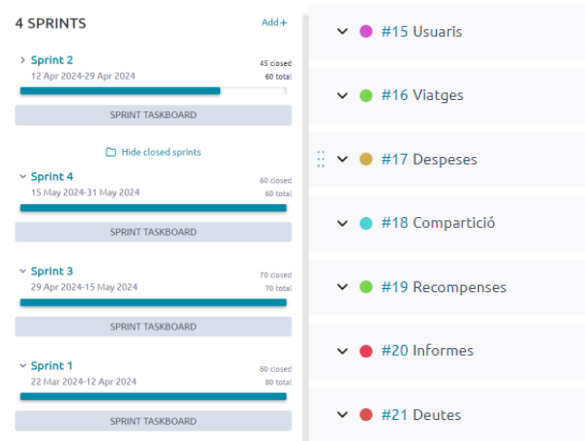 4 SPRINTS
Add+
Sprint 2
45 closed
12 Apr 2024-29 Apr 2024
60 total
SPRINT TASKBOARD
Hide closed sprints
Sprint 4
60 closed
15 May 2024-31 May 2024
60 total
SPRINT TASKBOARD
Sprint 3
70 closed
29 Apr 2024-15 May 2024
70 total
SPRINT TASKBOARD
Sprint 1
80 closed
22 Mar 2024-12 Apr 2024
80 total
SPRINT TASKBOARD
#15 Usuaris
#16 Viatges
#17 Despeses
#18 Compartició
#19 Recompenses
#20 Informes
#21 Deutes